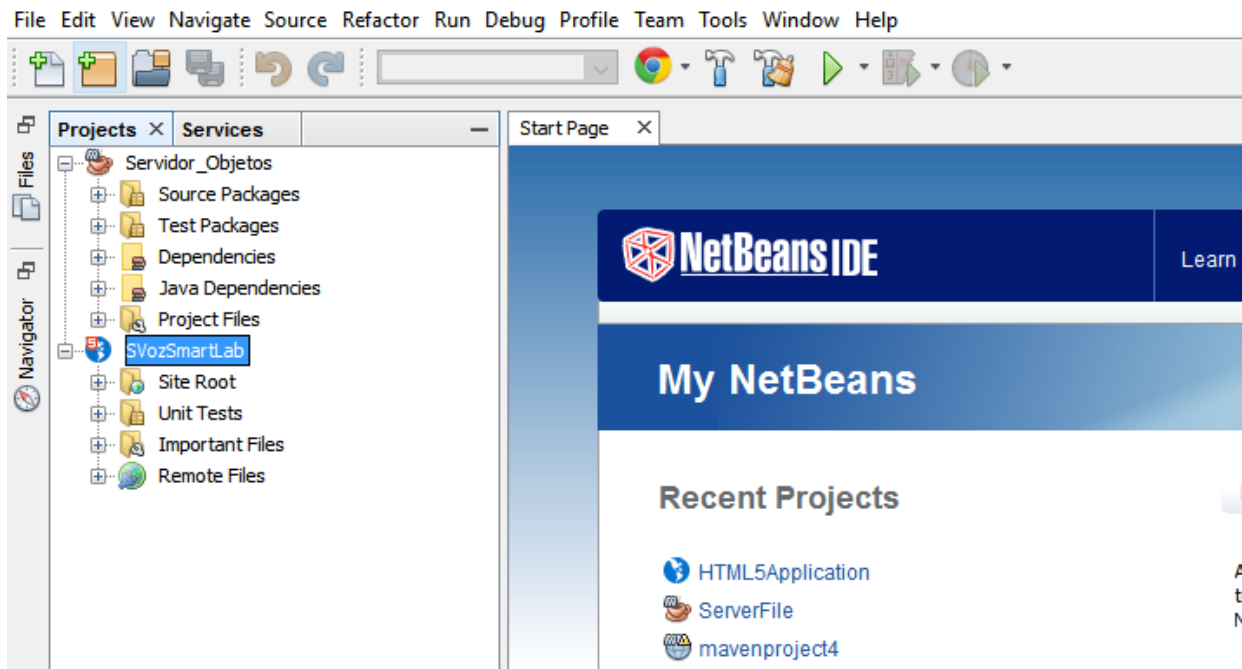 File Edit View Navigate Source Refactor Run Debug Profile Team Tools Window Help
Projects Services
Start Page
Files
Navigator
Servidor_Objetos
Source Packages
Test Packages
Dependencies
Java Dependencies
Project Files
SVozSmartLab
Site Root
Unit Tests
Important Files
Remote Files
NetBeans IDE
Learn
My NetBeans
Recent Projects
HTML5Application
ServerFile
mavenproject4